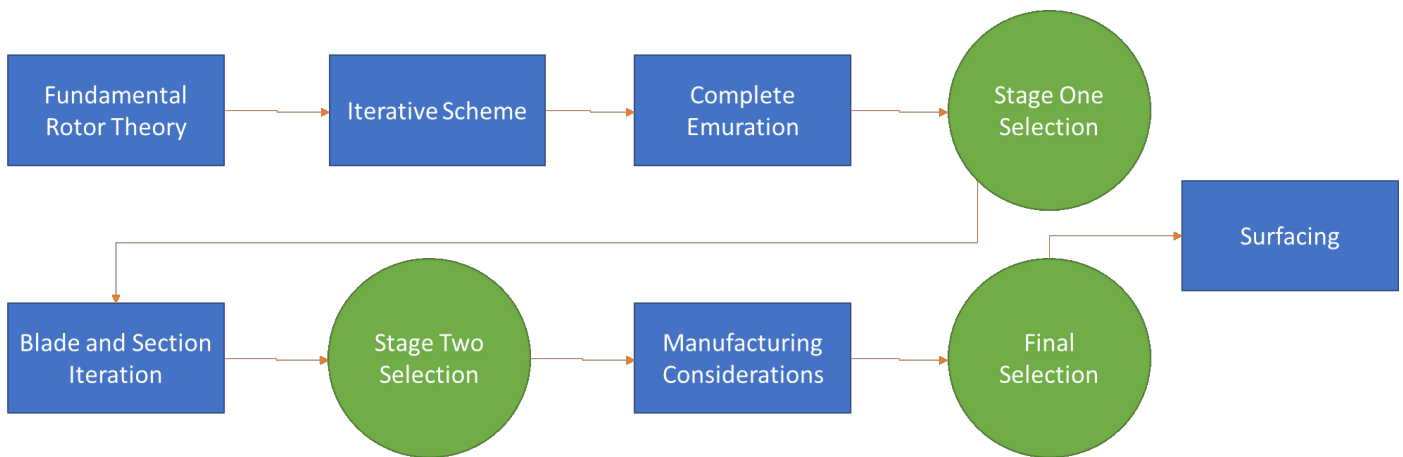 Fundamental
Rotor Theory
Iterative Scheme
Complete
Emuration
Stage One
Selection
Surfacing
Blade and Section
Iteration
Stage Two
Selection
Manufacturing
Considerations
Final
Selection